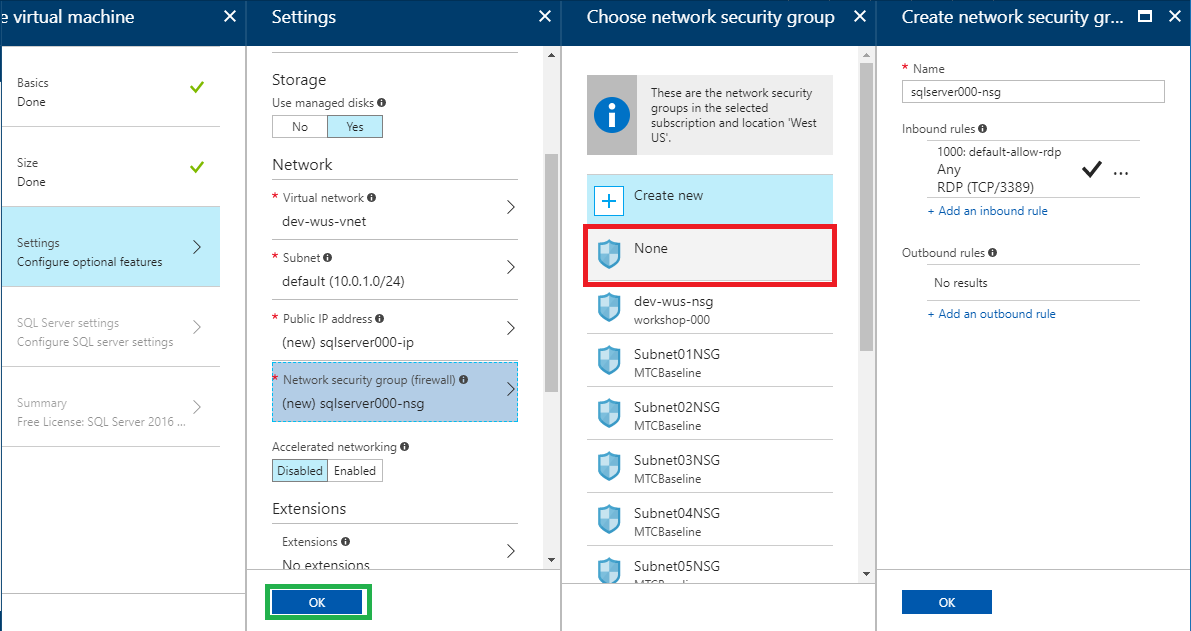 e virtual machine
Basics
Done
Size
Done
Settings
Configure optional features
SQL Server settings
Configure SQL server settings
Summary
Free License: SQL Server 2016 ...
Settings
Storage
Use managed disks
No Yes
Network
* Virtual network
dev-wus-vnet
* Subnet
default (10.0.1.0/24)
* Public IP address
(new) sqlserver000-ip
* Network security group (firewall)
(new) sqlserver000-nsg
Accelerated networking
Disabled Enabled
Extensions
Extensions
No extensions
OK
Choose network security group
These are the network security
groups in the selected
subscription and location 'West
US'.
Create new
None
dev-wus-nsg
workshop-000
Subnet01NSG
MTCBaseline
Subnet02NSG
MTCBaseline
Subnet03NSG
MTCBaseline
Subnet04NSG
MTCBaseline
Subnet05NSG
MTCBaseline
Create network security gr...
* Name
sqlserver000-nsg
Inbound rules
1000: default-allow-rdp
Any
RDP (TCP/3389)
...
+ Add an inbound rule
Outbound rules
No results
+ Add an outbound rule
OK